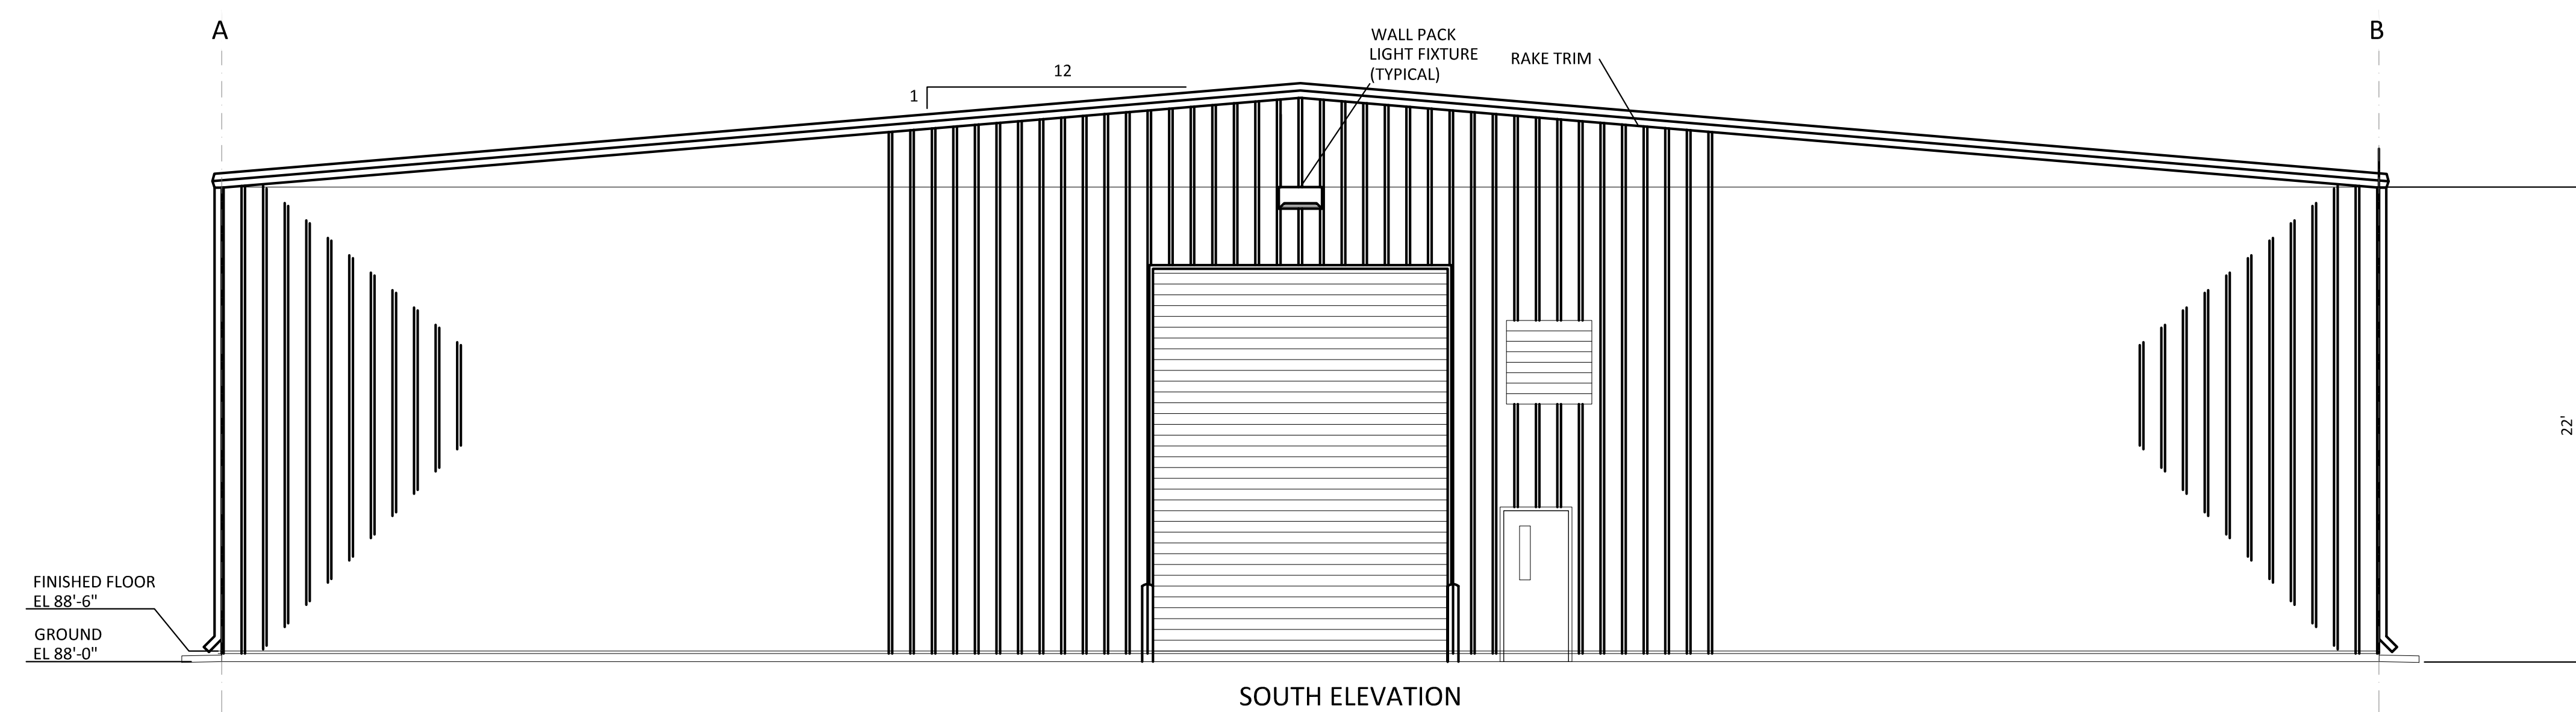 A
B
WALL PACK
LIGHT FIXTURE
(TYPICAL)
RAKE TRIM
12
1
22'
FINISHED FLOOR
EL 88'-6"
GROUND
EL 88'-0"
SOUTH ELEVATION